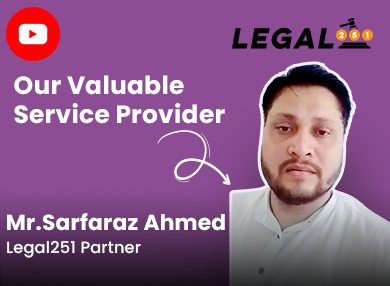 LEGAL
251
Our Valuable
Service Provider
Mr.Sarfaraz Ahmed
Legal251 Partner